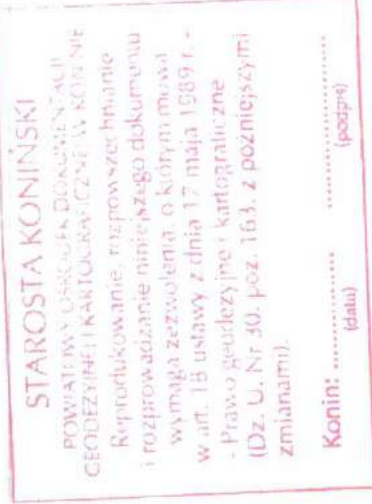 STAROSTA KONIŃSKI
POWIATOWY OŚRODEK DOKUMENTACJI
GEODEZYJNEJ I KARTOGRAFICZNEJ W KONINIE
Reprodukowanie, rozpowszechnianie
i rozprowadzanie niniejszego dokumentu
wymaga zezwolenia, o którym mowa
w art. 18 ustawy z dnia 17 maja 1989 r. -
- Prawo geodezyjne i kartograficzne
(Dz. U. Nr 30, poz. 163. z późniejszymi
zmianami).
Konin: .................... ....................
(data) (podpis)